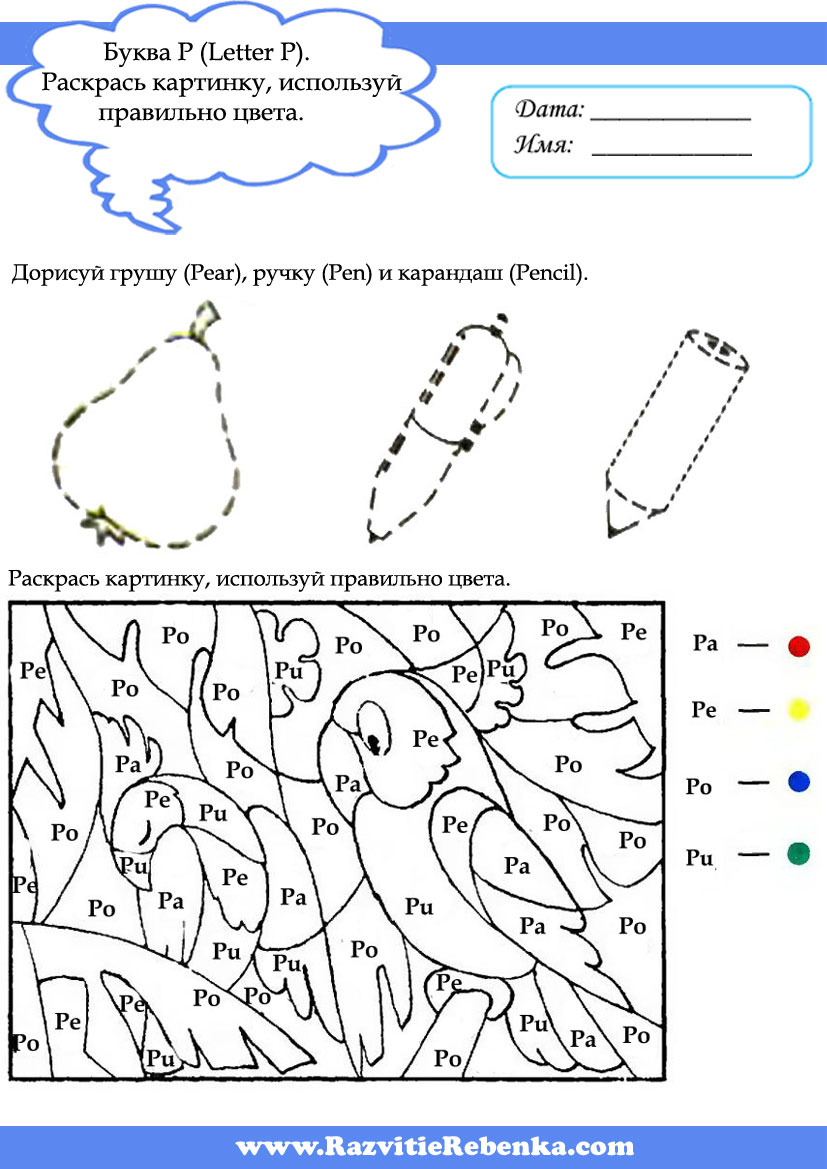 Буква P (Letter P).
Раскрась картинку, используй
правильно цвета.
Дата: ______________
Имя: ______________
Дорисуй грушу (Pear), ручку (Pen) и карандаш (Pencil).
Раскрась картинку, используй правильно цвета.
Po Po Po Po Pe
Pe Po Po Pu Po Pe Pu
Pa Po Pa Pe Po
Pe Pu Po Pe Po Po
Po Pu Pe Pa Pa
Pe Po Pa Pu Pa Po
Pu Pu Po Pe
Pe Pe Po Po Pu Pa Po
Po Pu Po
Pa —
Pe —
Po —
Pu —
www.RazvitieRebenka.com